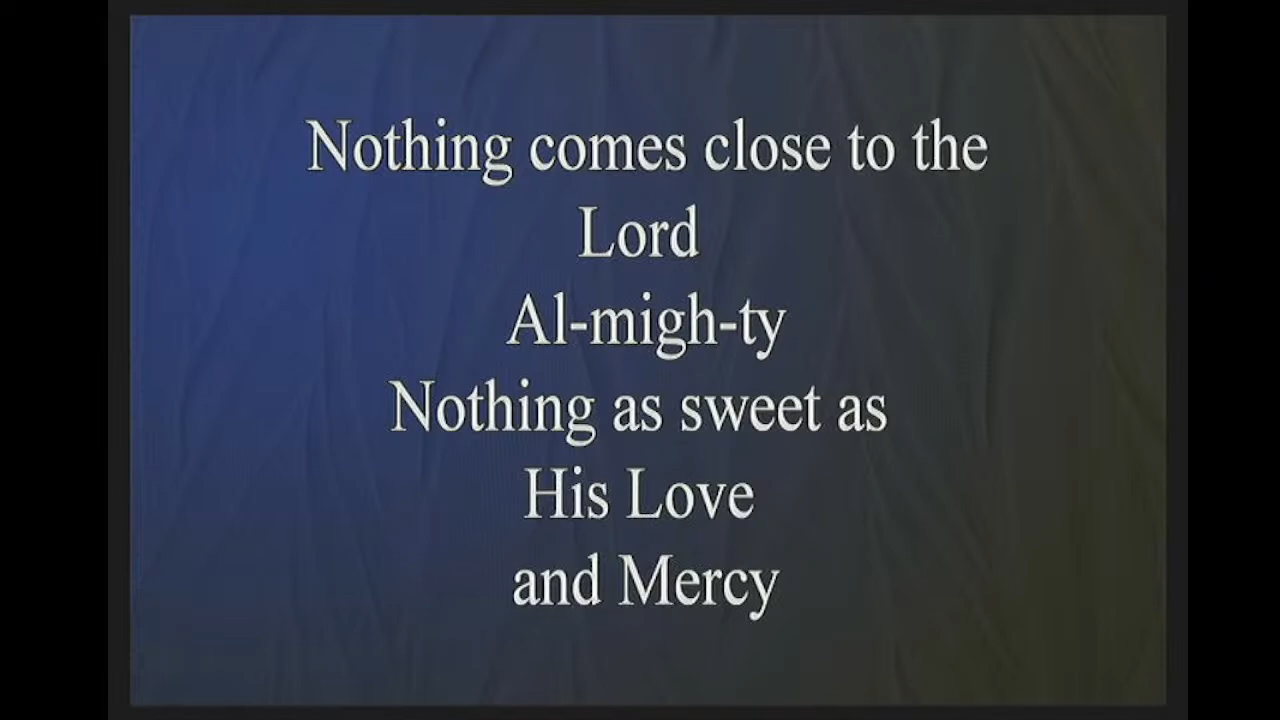 Nothing comes close to the
Lord
Al-migh-ty
Nothing as sweet as
His Love
and Mercy